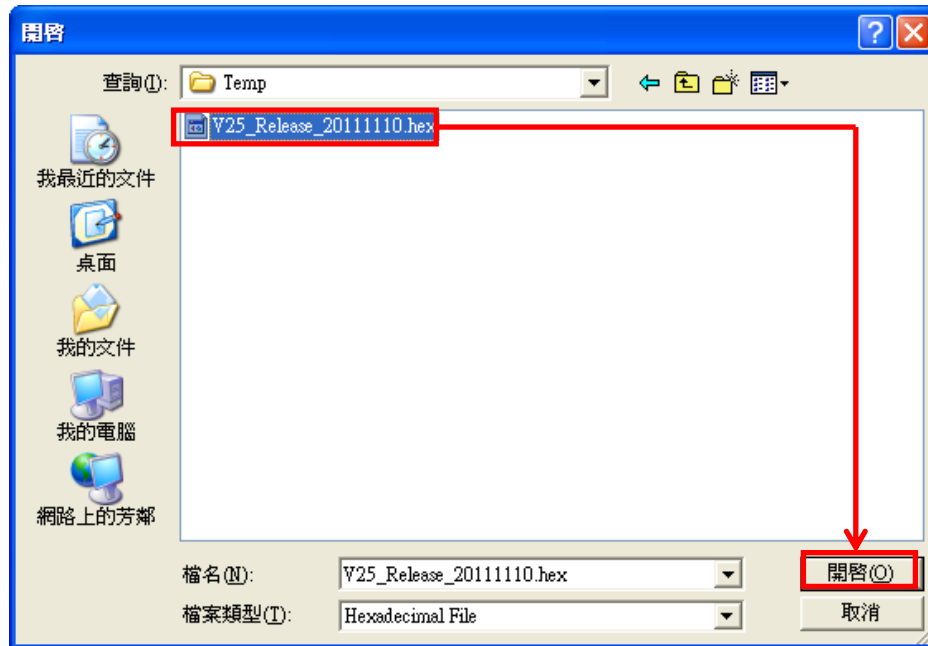 開啓
查詢(I):
Temp
V25_Release_20111110.hex
我最近的文件
桌面
我的文件
我的電腦
網路上的芳鄰
檔名(N):
V25_Release_20111110.hex
開啓(O)
檔案類型(T):
Hexadecimal File
取消